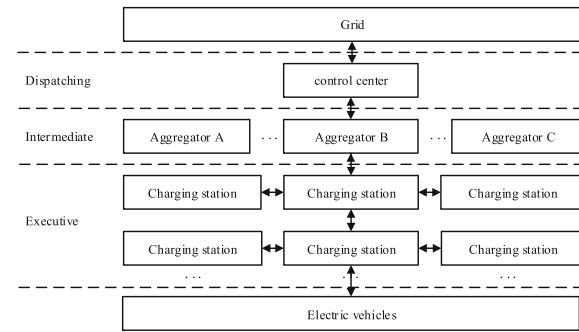 Grid
Dispatching
control center
Intermediate
Aggregator A
. . .
Aggregator B
. . .
Aggregator C
Charging station
Charging station
Charging station
Executive
Charging station
Charging station
Charging station
. . .
. . .
. . .
Electric vehicles